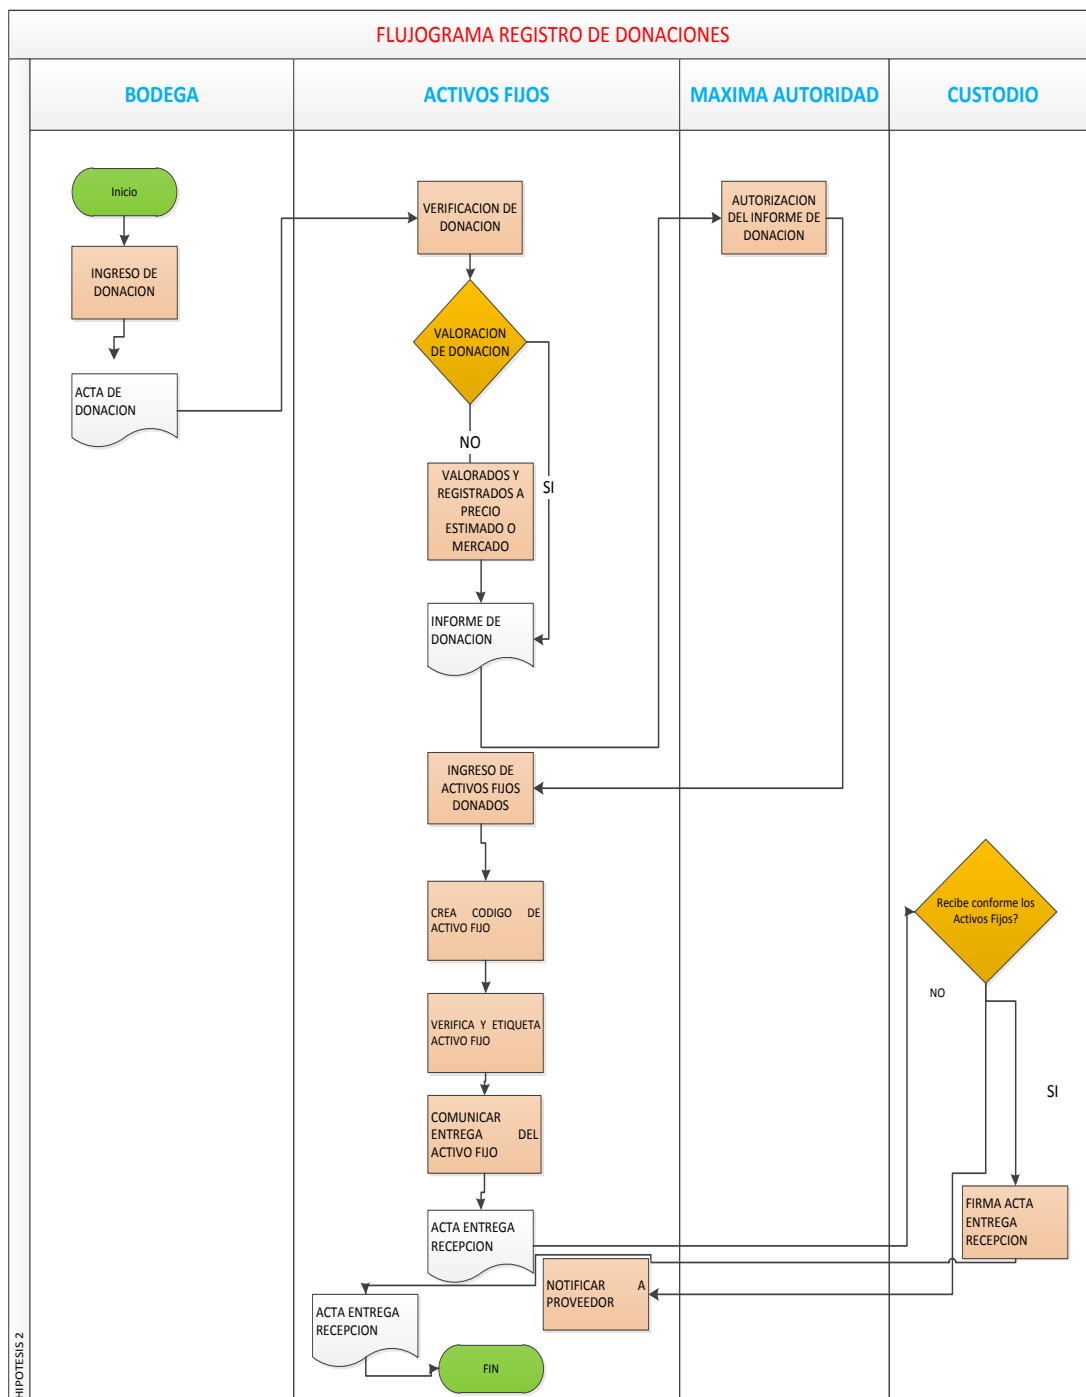 FLUJOGRAMA REGISTRO DE DONACIONES
BODEGA
ACTIVOS FIJOS
MAXIMA AUTORIDAD
CUSTODIO
Inicio
INGRESO DE
DONACION
ACTA DE
DONACION
VERIFICACION DE
DONACION
VALORACION
DE DONACION
NO
SI
VALORADOS Y
REGISTRADOS A
PRECIO
ESTIMADO O
MERCADO
INFORME DE
DONACION
AUTORIZACION
DEL INFORME DE
DONACION
INGRESO DE
ACTIVOS FIJOS
DONADOS
CREA CODIGO DE
ACTIVO FIJO
VERIFICA Y ETIQUETA
ACTIVO FIJO
COMUNICAR
ENTREGA DEL
ACTIVO FIJO
ACTA ENTREGA
RECEPCION
Recibe conforme los
Activos Fijos?
NO
SI
FIRMA ACTA
ENTREGA
RECEPCION
NOTIFICAR A
PROVEEDOR
ACTA ENTREGA
RECEPCION
FIN
HIPOTESIS 2